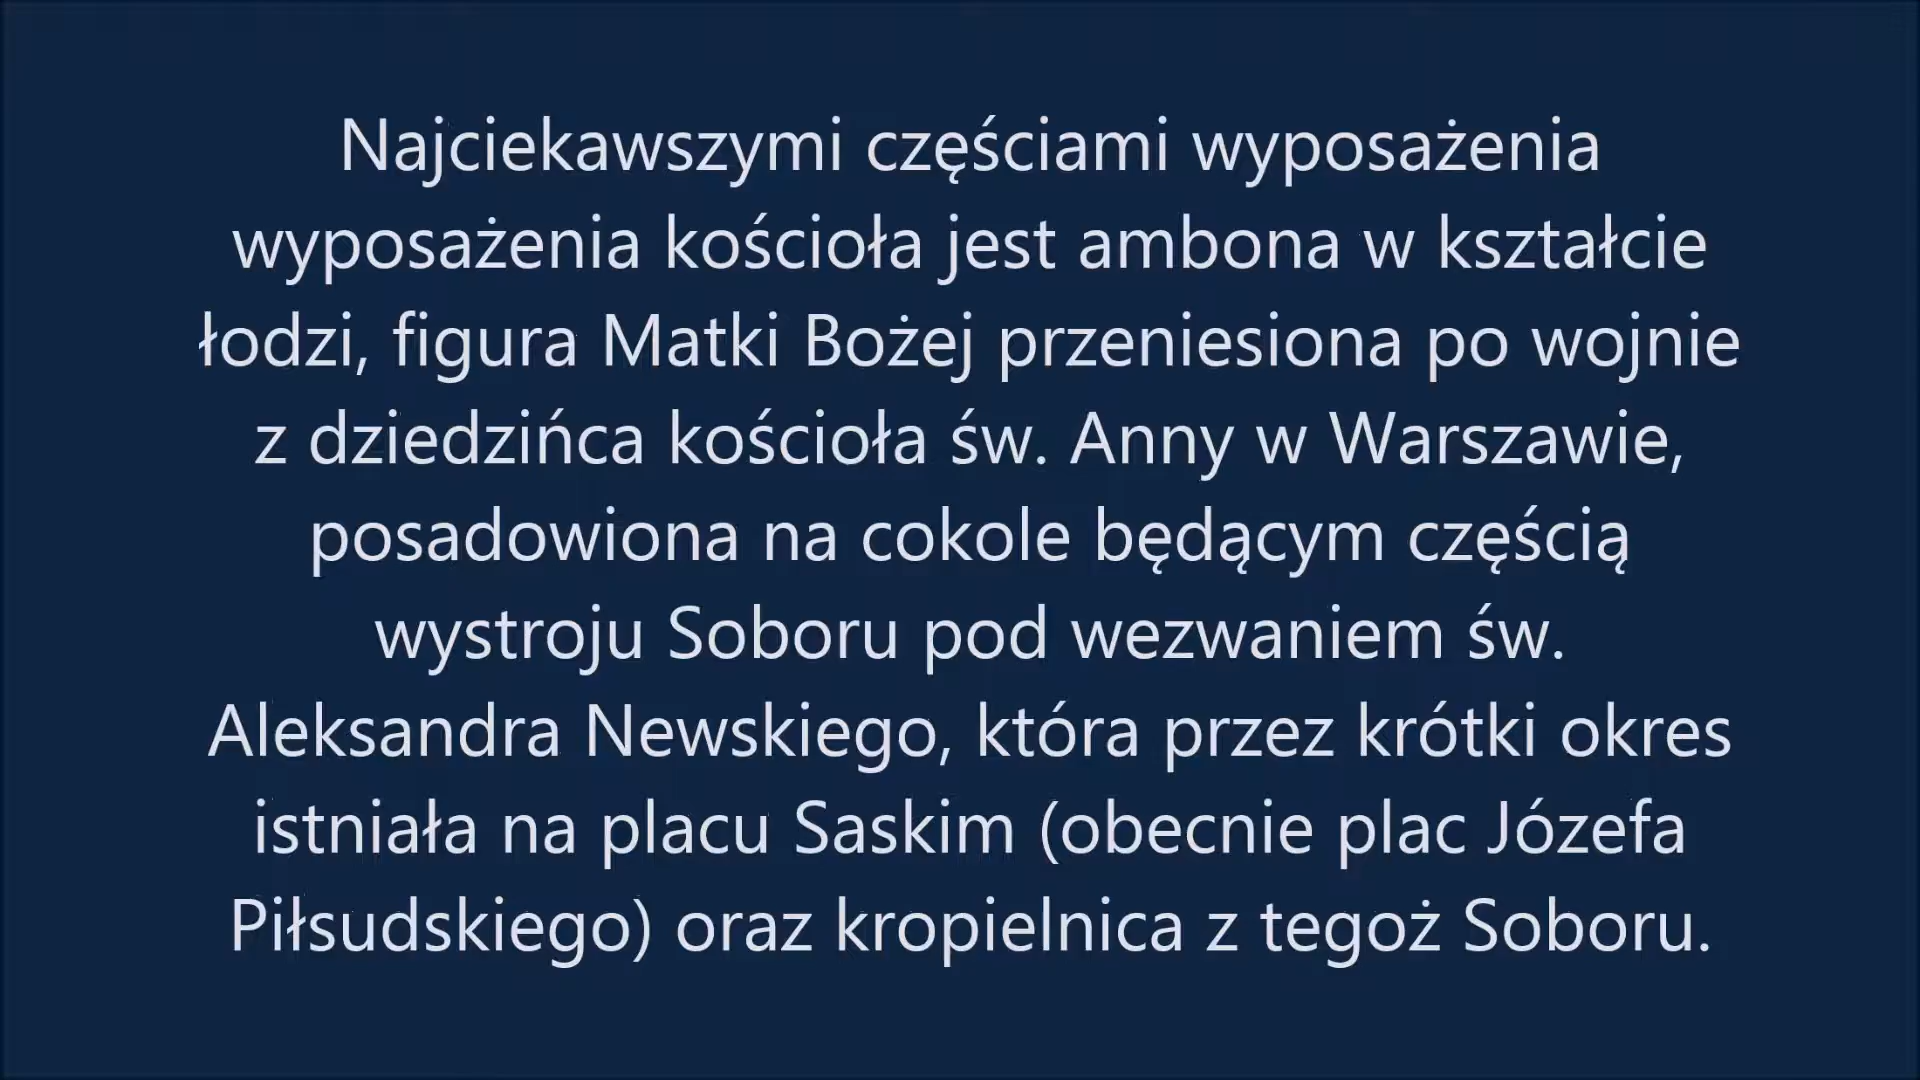 Najciekawszymi częściami wyposażenia
wyposażenia kościoła jest ambona w kształcie
łodzi, figura Matki Bożej przeniesiona po wojnie
z dziedzińca kościoła św. Anny w Warszawie,
posadowiona na cokole będącym częścią
wystroju Soboru pod wezwaniem św.
Aleksandra Newskiego, która przez krótki okres
istniała na placu Saskim (obecnie plac Józefa
Piłsudskiego) oraz kropielnica z tegoż Soboru.